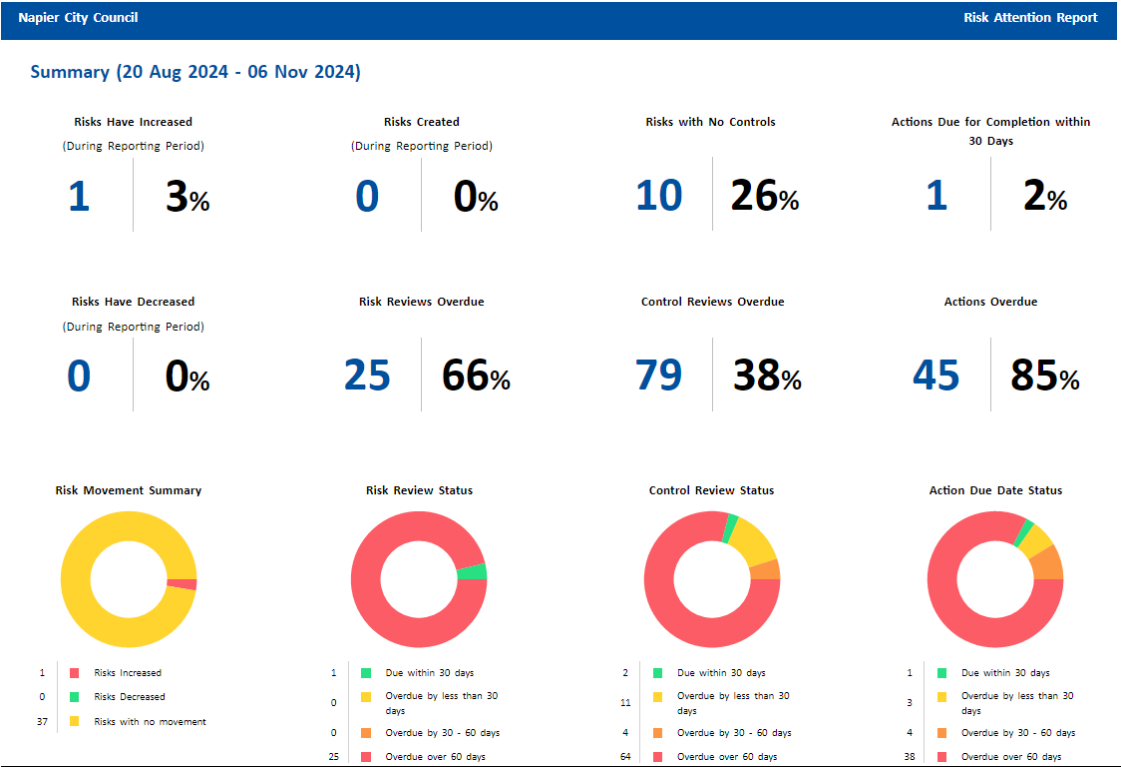 Napier City Council
Risk Attention Report
Summary (20 Aug 2024 - 06 Nov 2024)
Risks Have Increased
(During Reporting Period)
1
3%
Risks Created
(During Reporting Period)
0
0%
Risks with No Controls
10
26%
Actions Due for Completion within
30 Days
1
2%
Risks Have Decreased
(During Reporting Period)
0
0%
Risk Reviews Overdue
25
66%
Control Reviews Overdue
79
38%
Actions Overdue
45
85%
Risk Movement Summary
1 Risks Increased
0 Risks Decreased
37 Risks with no movement
Risk Review Status
1 Due within 30 days
0 Overdue by less than 30
days
0 Overdue by 30 - 60 days
25 Overdue over 60 days
Control Review Status
2 Due within 30 days
11 Overdue by less than 30
days
4 Overdue by 30 - 60 days
64 Overdue over 60 days
Action Due Date Status
1 Due within 30 days
3 Overdue by less than 30
days
4 Overdue by 30 - 60 days
38 Overdue over 60 days